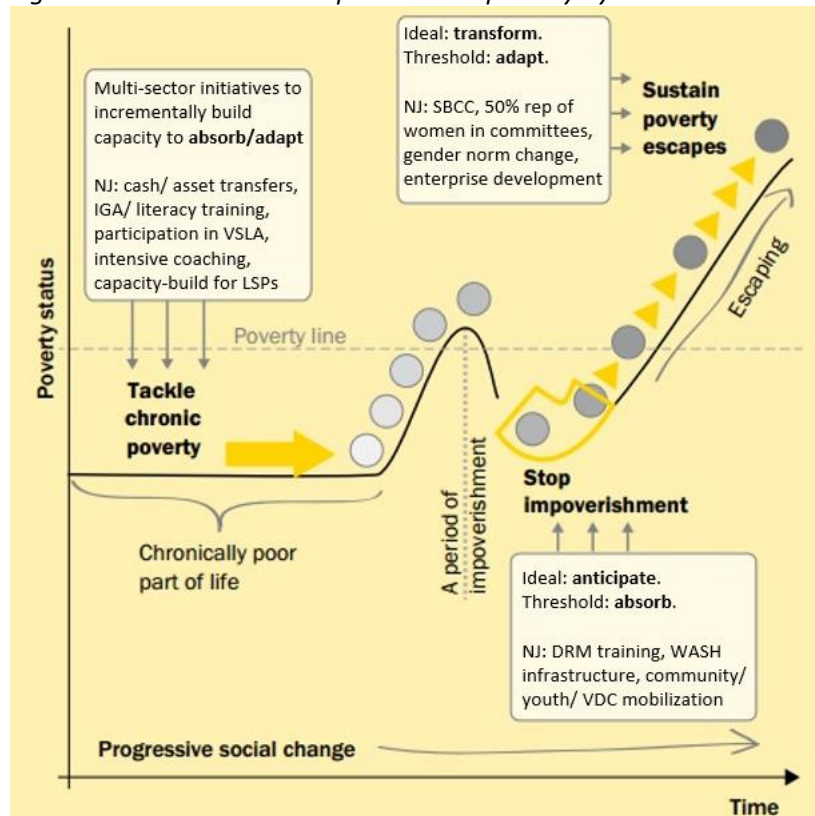 Ideal: transform.
Threshold: adapt.
NJ: SBCC, 50% rep of
women in committees,
gender norm change,
enterprise development
Sustain
poverty
escapes
Multi-sector initiatives to
incrementally build
capacity to absorb/adapt
NJ: cash/ asset transfers,
IGA/ literacy training,
participation in VSLA,
intensive coaching,
capacity-build for LSPs
Poverty status
Poverty line
Escaping
Tackle
chronic
poverty
Chronically poor
part of life
A period of
impoverishment
Stop
impoverishment
Ideal: anticipate.
Threshold: absorb.
NJ: DRM training, WASH
infrastructure, community/
youth/ VDC mobilization
Progressive social change
Time